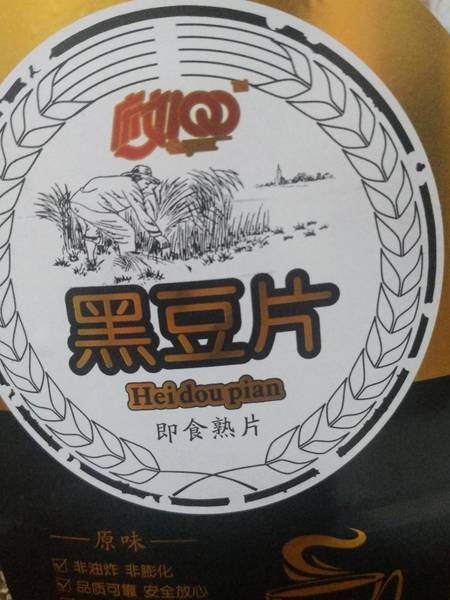 黑豆片
Hei dou pian
即食熟片
原味
非油炸 非膨化
品质可靠 安全放心